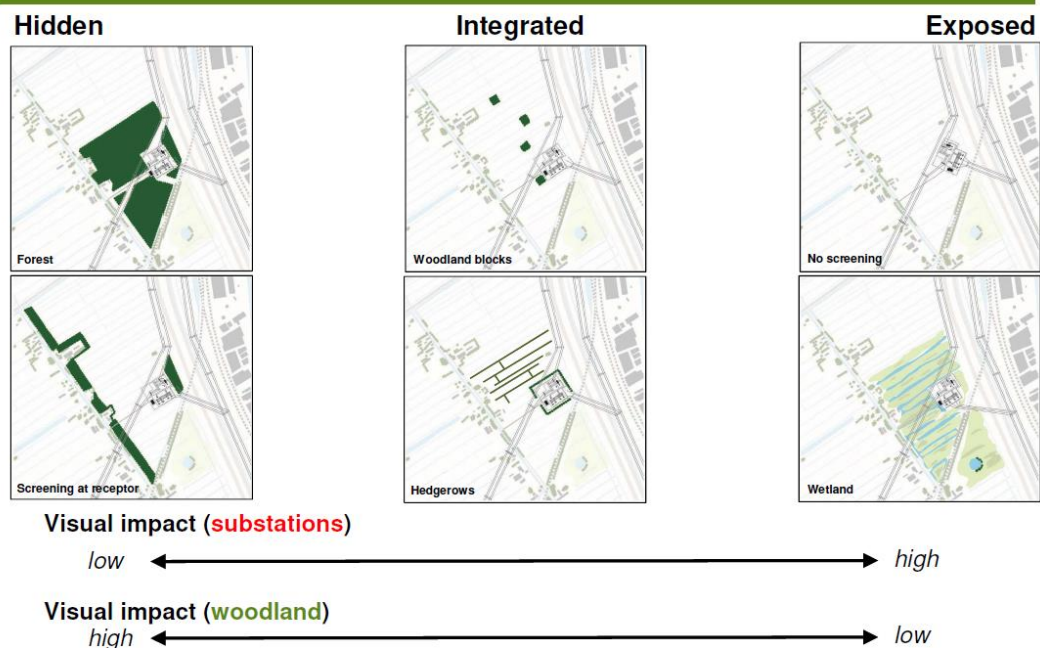 Hidden
Integrated
Exposed
Forest
Woodland blocks
No screening
Screening at receptor
Hedgerows
Wetland
Visual impact (substations)
low
high
Visual impact (woodland)
high
low